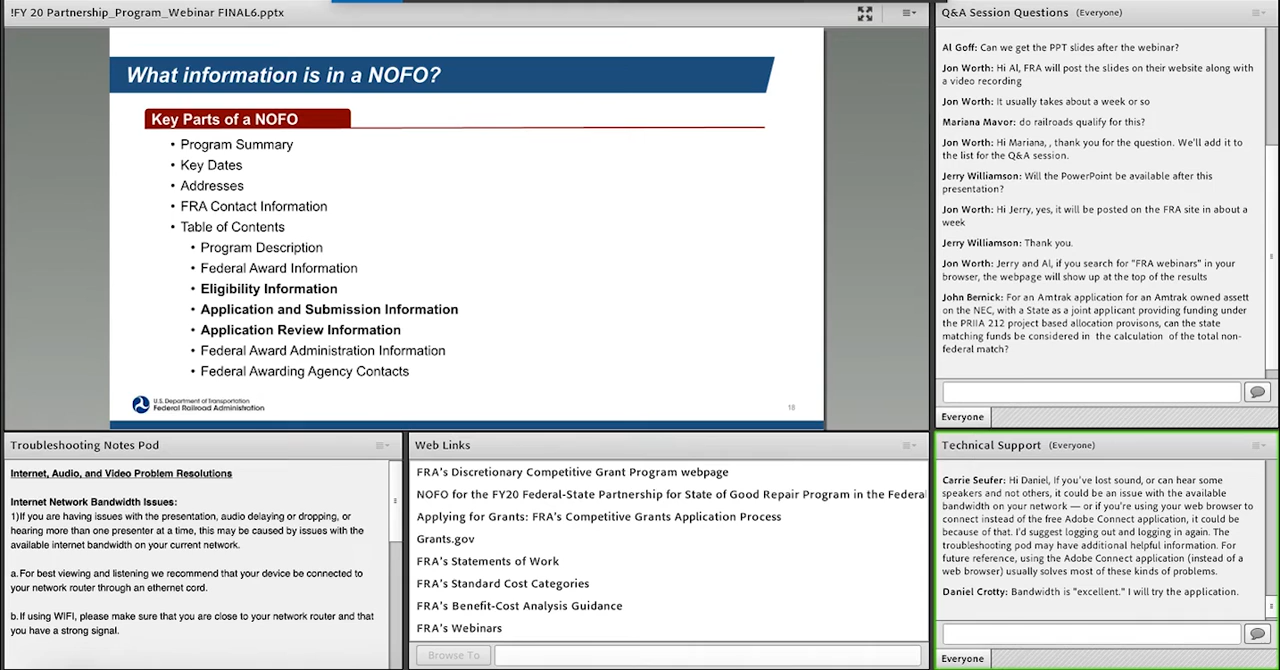 !FY 20 Partnership_Program_Webinar FINAL6.pptx
What information is in a NOFO?
Key Parts of a NOFO
• Program Summary
• Key Dates
• Addresses
• FRA Contact Information
• Table of Contents
• Program Description
• Federal Award Information
• Eligibility Information
• Application and Submission Information
• Application Review Information
• Federal Award Administration Information
• Federal Awarding Agency Contacts
U.S. Department of Transportation
Federal Railroad Administration
18
Q&A Session Questions (Everyone)
Al Goff: Can we get the PPT slides after the webinar?
Jon Worth: Hi Al, FRA will post the slides on their website along with
a video recording
Jon Worth: It usually takes about a week or so
Mariana Mavor: do railroads qualify for this?
Jon Worth: Hi Mariana, , thank you for the question. We'll add it to
the list for the Q&A session.
Jerry Williamson: Will the PowerPoint be available after this
presentation?
Jon Worth: Hi Jerry, yes, it will be posted on the FRA site in about a
week
Jerry Williamson: Thank you.
Jon Worth: Jerry and Al, if you search for "FRA webinars" in your
browser, the webpage will show up at the top of the results
John Bernick: For an Amtrak application for an Amtrak owned assett
on the NEC, with a State as a joint applicant providing funding under
the PRIIA 212 project based allocation provisons, can the state
matching funds be considered in the calculation of the total non-
federal match?
Everyone
Troubleshooting Notes Pod
Internet, Audio, and Video Problem Resolutions
Internet Network Bandwidth Issues:
1)If you are having issues with the presentation, audio delaying or dropping, or
hearing more than one presenter at a time, this may be caused by issues with the
available internet bandwidth on your current network.
a.For best viewing and listening we recommend that your device be connected to
your network router through an ethernet cord.
b.If using WIFI, please make sure that you are close to your network router and that
you have a strong signal.
Web Links
FRA's Discretionary Competitive Grant Program webpage
NOFO for the FY20 Federal-State Partnership for State of Good Repair Program in the Federal
Applying for Grants: FRA's Competitive Grants Application Process
Grants.gov
FRA's Statements of Work
FRA's Standard Cost Categories
FRA's Benefit-Cost Analysis Guidance
FRA's Webinars
Browse To
Technical Support (Everyone)
Carrie Seufer: Hi Daniel, If you've lost sound, or can hear some
speakers and not others, it could be an issue with the available
bandwidth on your network — or if you're using your web browser to
connect instead of the free Adobe Connect application, it could be
because of that. I'd suggest logging out and logging in again. The
troubleshooting pod may have additional helpful information. For
future reference, using the Adobe Connect application (instead of a
web browser) usually solves most of these kinds of problems.
Daniel Crotty: Bandwidth is "excellent." I will try the application.
Everyone